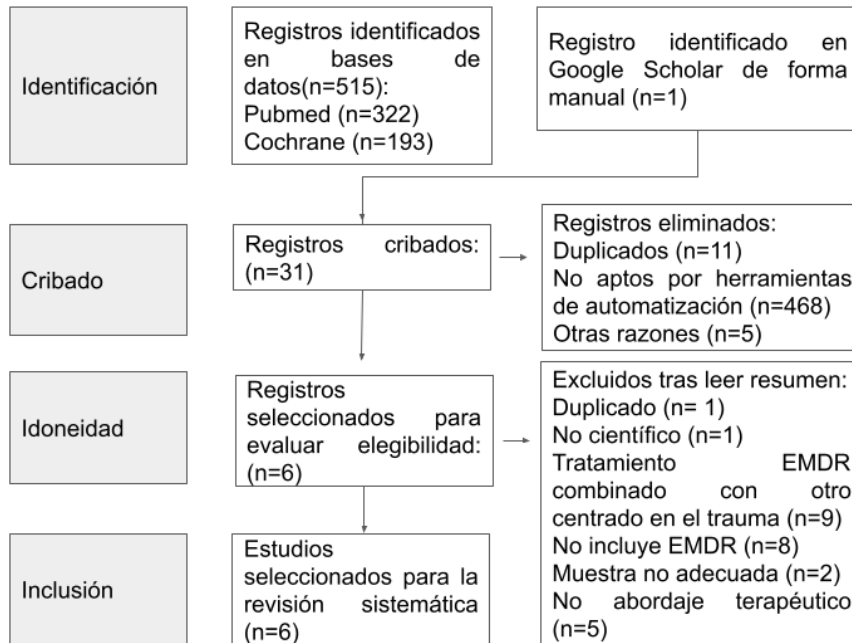 Identificación
Registros identificados
en bases de
datos(n=515):
Pubmed (n=322)
Cochrane (n=193)
Registro identificado en
Google Scholar de forma
manual (n=1)
Cribado
Registros cribados:
(n=31)
Registros eliminados:
Duplicados (n=11)
No aptos por herramientas
de automatización (n=468)
Otras razones (n=5)
Idoneidad
Registros
seleccionados para
evaluar elegibilidad:
(n=6)
Excluidos tras leer resumen:
Duplicado (n= 1)
No científico (n=1)
Tratamiento EMDR
combinado con otro
centrado en el trauma (n=9)
No incluye EMDR (n=8)
Muestra no adecuada (n=2)
No abordaje terapéutico
(n=5)
Inclusión
Estudios
seleccionados para la
revisión sistemática
(n=6)